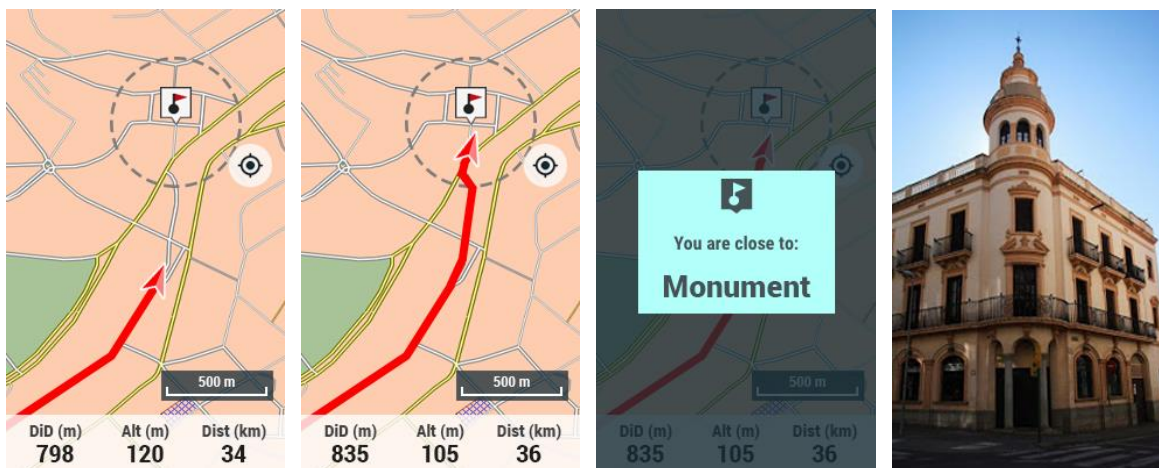 500 m
DiD (m) Alt (m) Dist (km)
798 120 34
500 m
DiD (m) Alt (m) Dist (km)
835 105 36
You are close to:
Monument
500 m
DiD (m) Alt (m) Dist (km)
835 105 36